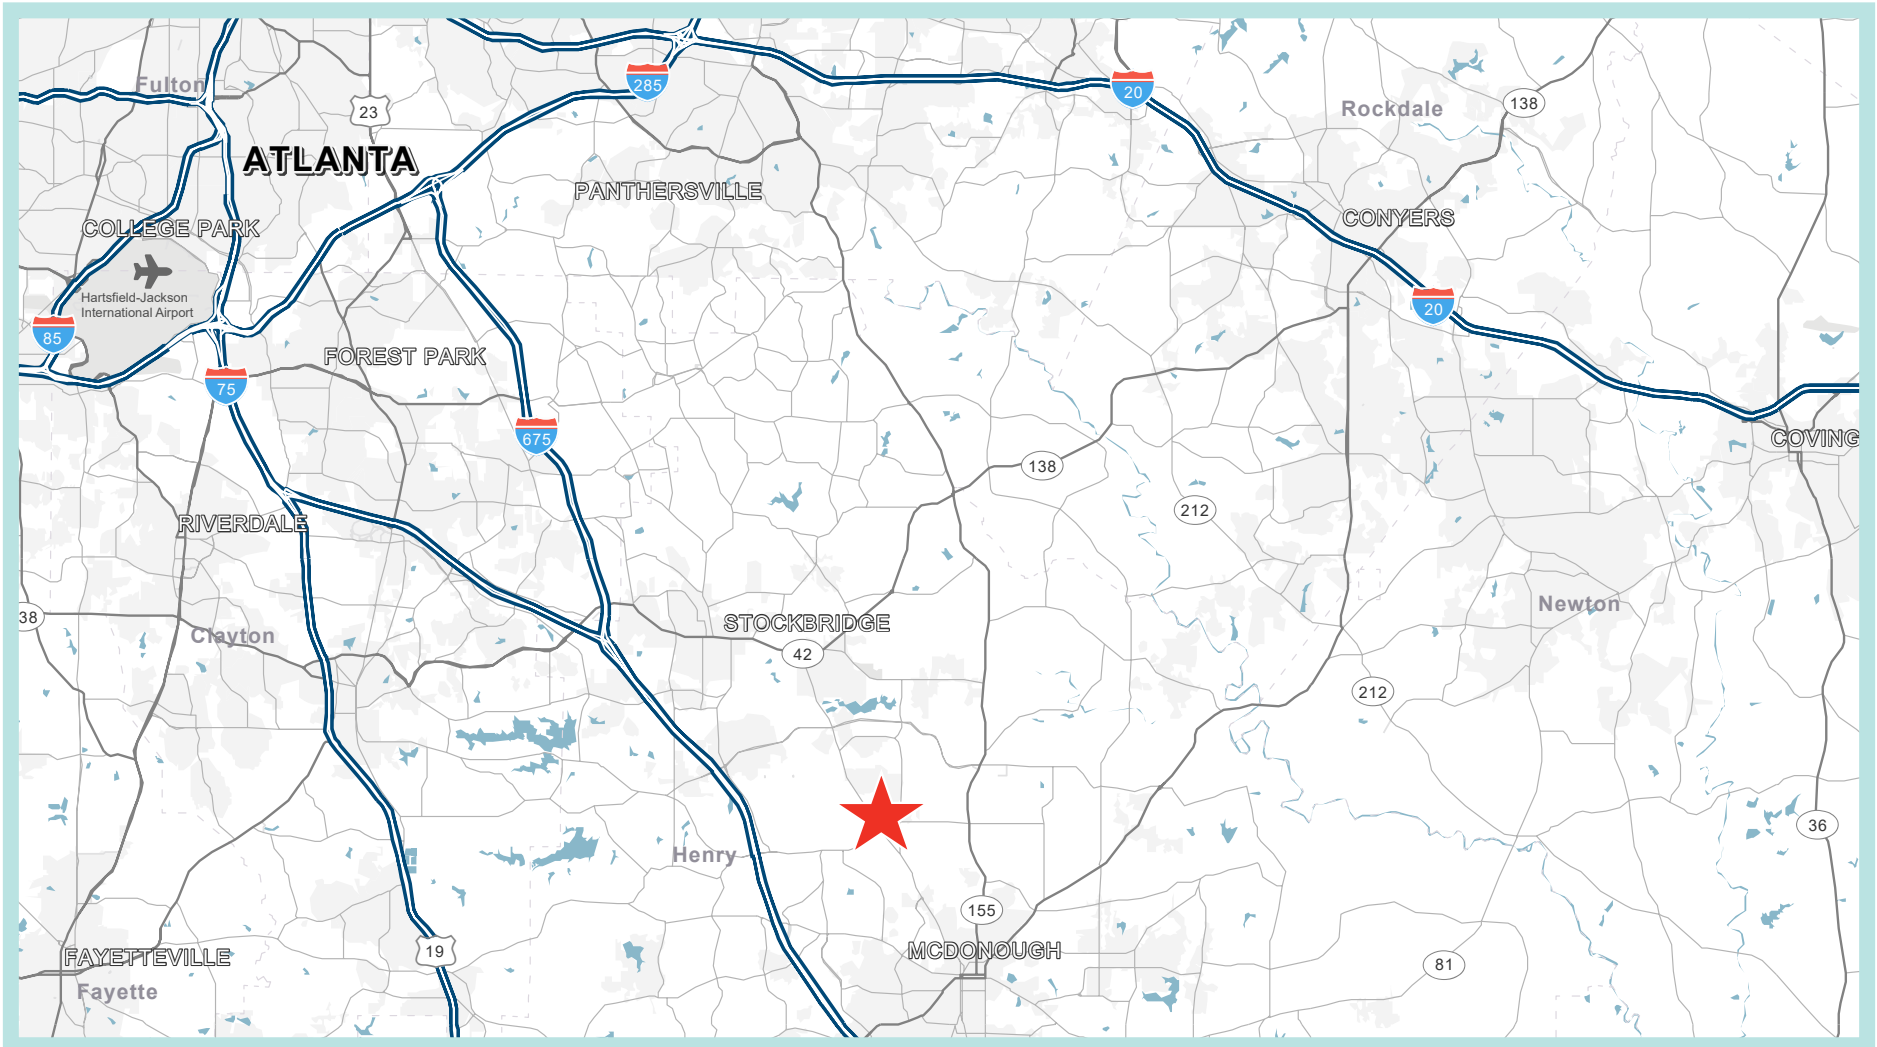 Fulton
285
20
Rockdale
138
23
ATLANTA
PANTHERSVILLE
COLLEGE PARK
CONYERS
Hartsfield-Jackson
International Airport
85
20
FOREST PARK
75
675
COVING
138
212
RIVERDALE
38
Clayton
STOCKBRIDGE
42
Newton
212
36
Henry
155
MCDONOUGH
19
FAYETTEVILLE
81
Fayette